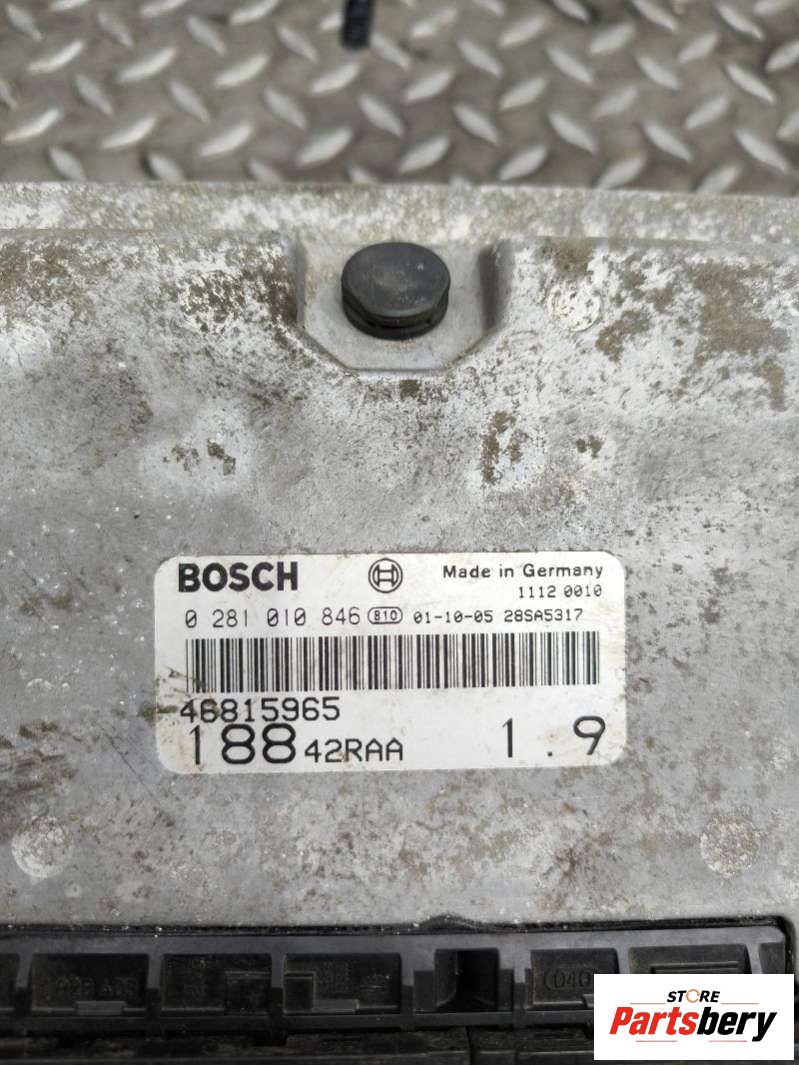 BOSCH Made in Germany
1112 0010
0 281 010 846 810 01-10-05 28SA5317
46815965
188 42RAA 1.9
STORE
Partsbery